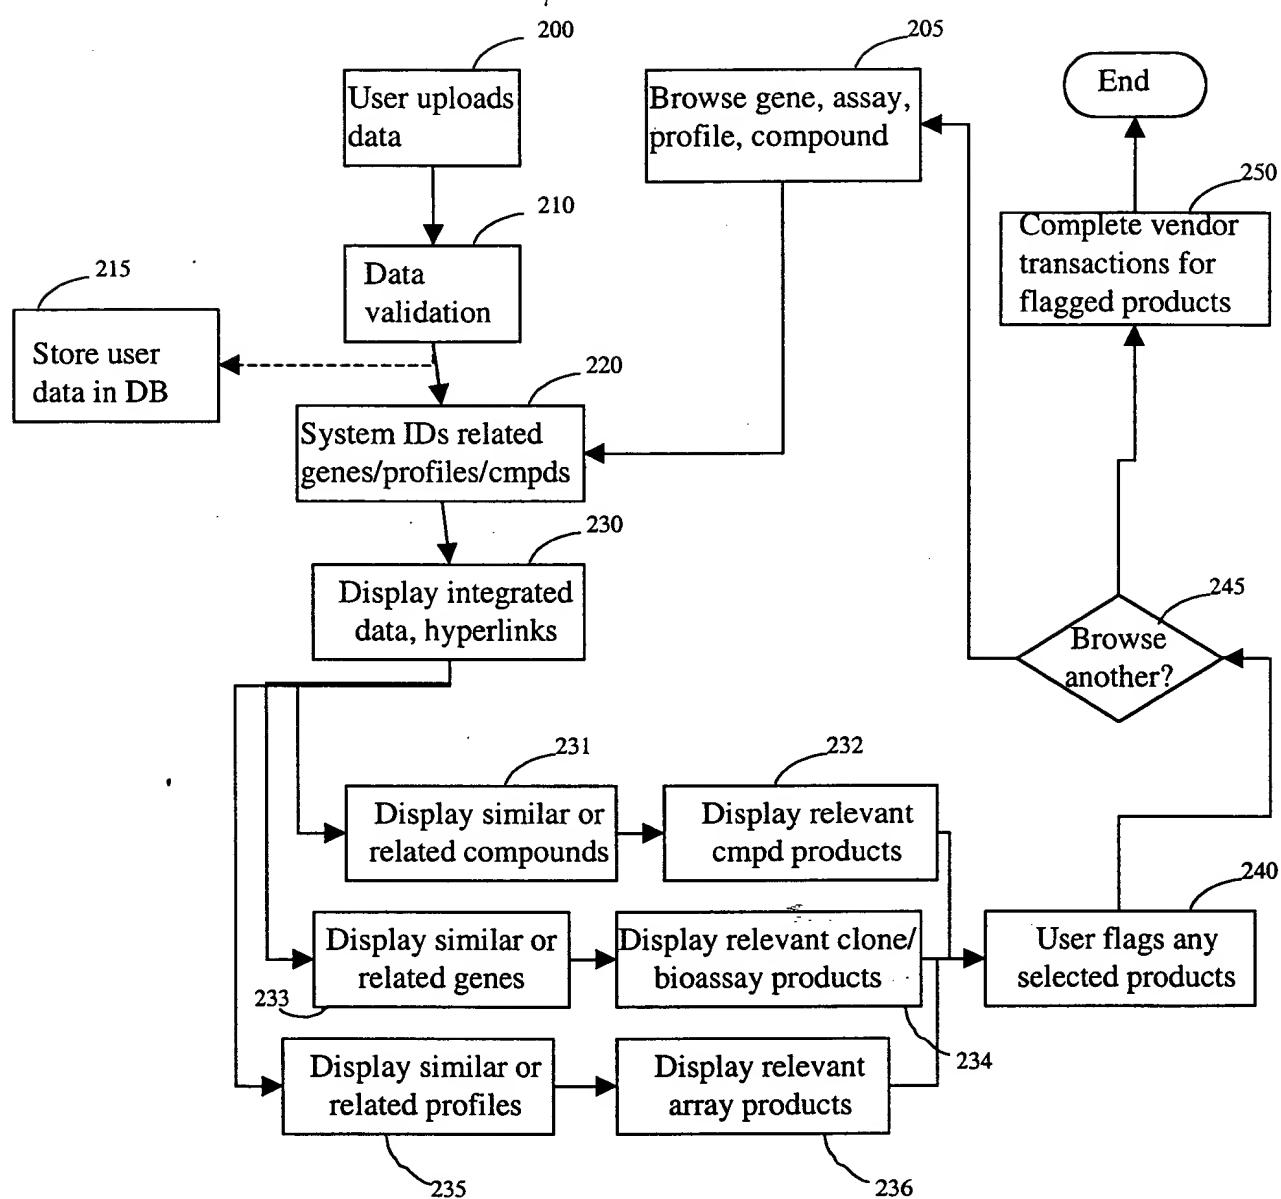 200
User uploads
data
205
Browse gene, assay,
profile, compound
End
210
Data
validation
250
Complete vendor
transactions for
flagged products
215
Store user
data in DB
220
System IDs related
genes/profiles/cmpds
230
Display integrated
data, hyperlinks
245
Browse
another?
231
Display similar or
related compounds
232
Display relevant
cmpd products
233
Display similar or
related genes
Display relevant clone/
bioassay products
234
240
User flags any
selected products
Display similar or
related profiles
235
Display relevant
array products
236